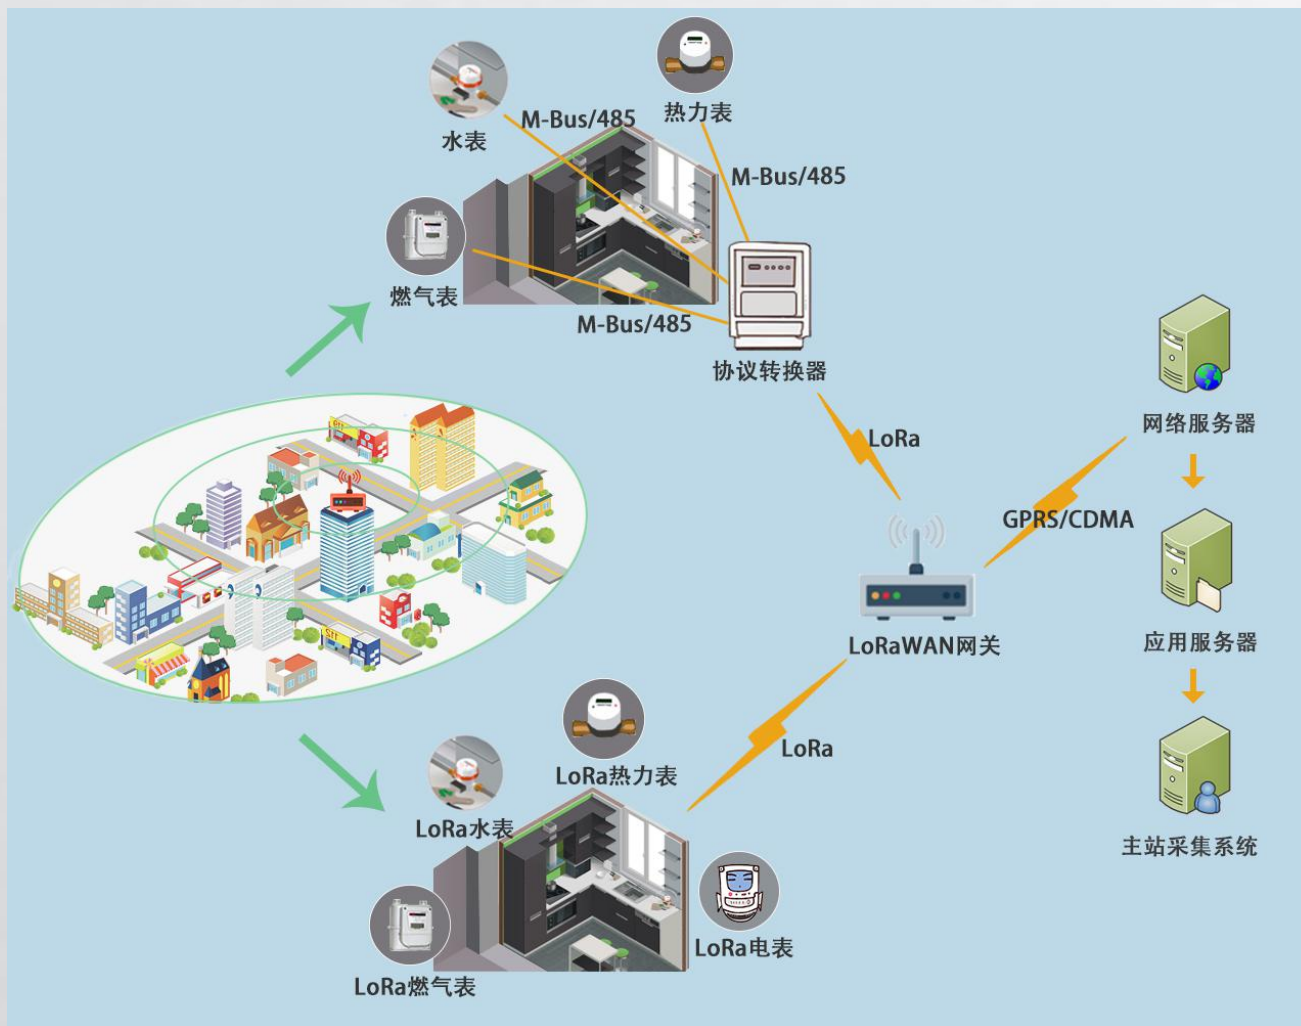 热力表
M-Bus/485
水表
M-Bus/485
燃气表
M-Bus/485
协议转换器
LoRa
网络服务器
GPRS/CDMA
LoRaWAN网关
应用服务器
LoRa
LoRa热力表
LoRa水表
主站采集系统
LoRa电表
LoRa燃气表